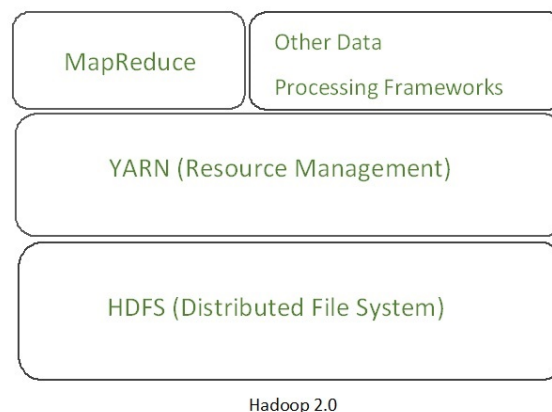 MapReduce
Other Data
Processing Frameworks
YARN (Resource Management)
HDFS (Distributed File System)
Hadoop 2.0